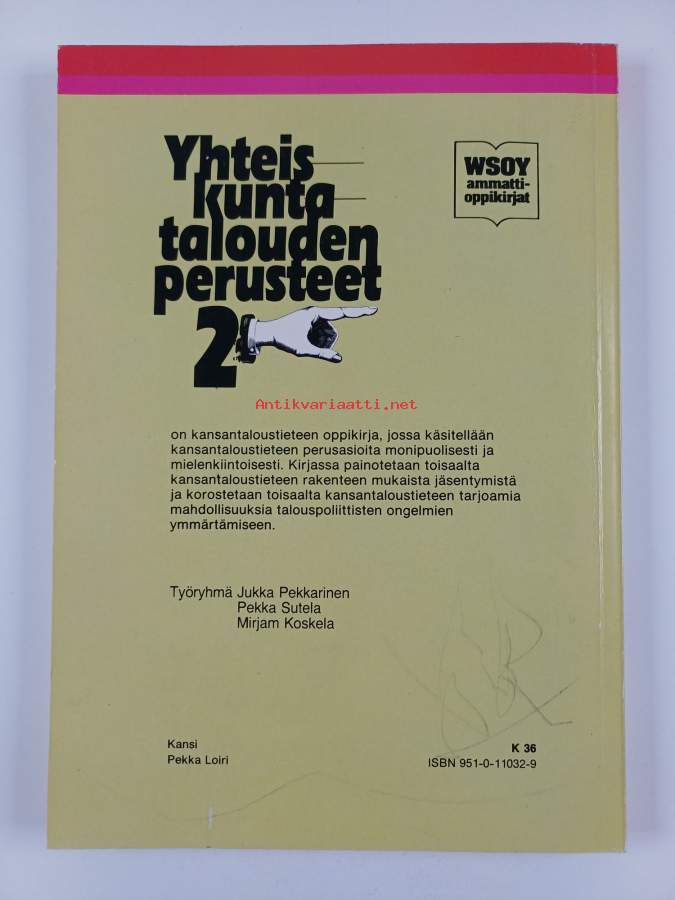 Yhteis
kunta
talouden
perusteet
2
WSOY
ammatti-
oppikirjat
Antikvariaatti.net
on kansantaloustieteen oppikirja, jossa käsitellään
kansantaloustieteen perusasioita monipuolisesti ja
mielenkiintoisesti. Kirjassa painotetaan toisaalta
kansantaloustieteen rakenteen mukaista jäsentymistä
ja korostetaan toisaalta kansantaloustieteen tarjoamia
mahdollisuuksia talouspoliittisten ongelmien
ymmärtämiseen.
Työryhmä Jukka Pekkarinen
Pekka Sutela
Mirjam Koskela
Kansi
Pekka Loiri
K 36
ISBN 951-0-11032-9